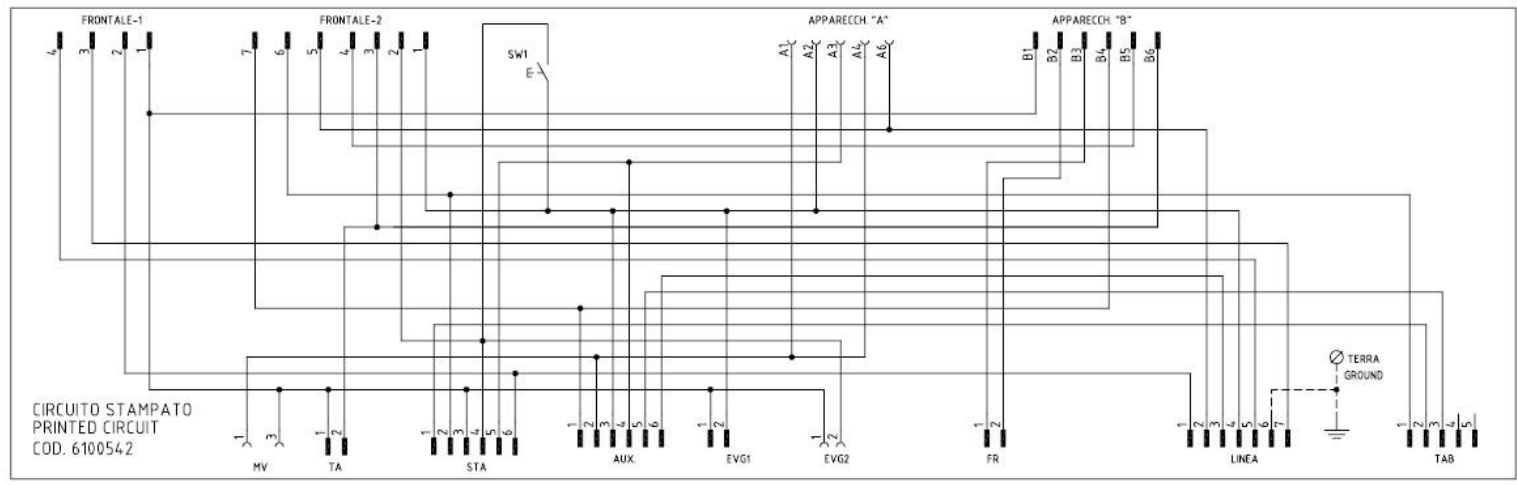 FRONTALE-1 FRONTALE-2 APPARECCH. "A" APPARECCH. "B"
4 3 2 1 7 6 5 4 3 2 1 A1 A2 A3 A4 A6 B1 B2 B3 B4 B5 B6
SW1
TERRA
GROUND
CIRCUITO STAMPATO
PRINTED CIRCUIT
COD. 6100542
1 3 1 2 1 2 3 4 5 6 1 2 3 4 5 6 1 2 1 2 1 2 1 2 3 4 5 6 7 1 2 3 4 5
MV TA STA AUX. EVG1 EVG2 FR LINEA TAB